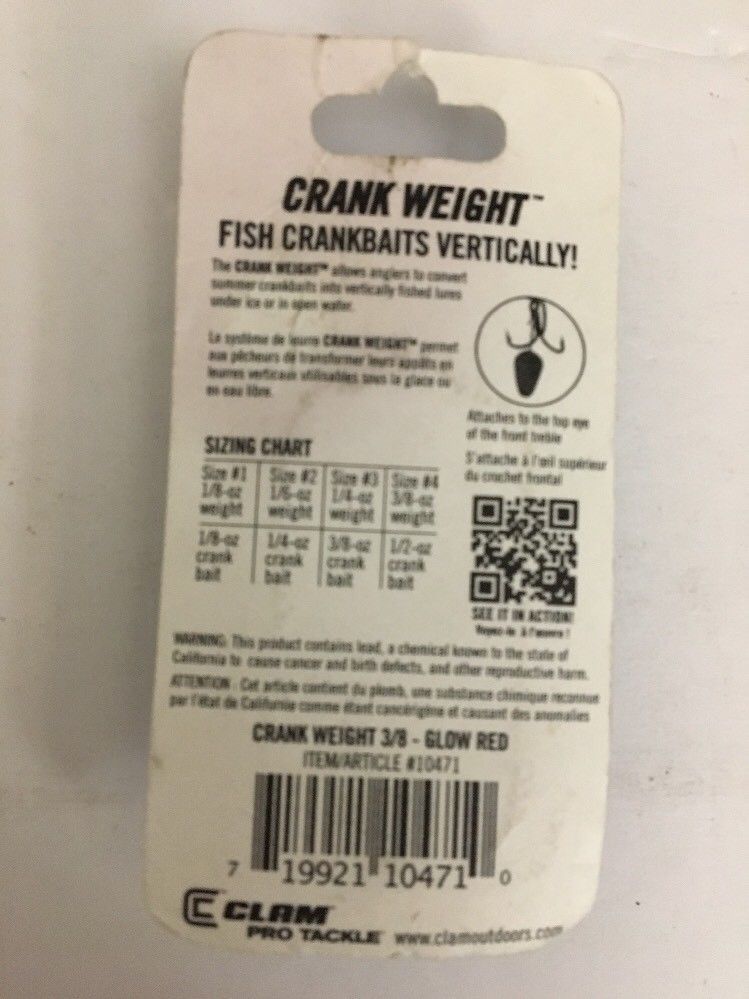 CRANK WEIGHT™
FISH CRANKBAITS VERTICALLY!
The CRANK WEIGHT™ allows anglers to convert
summer crankbaits into vertically fished lures
under ice or in open water.
Le système de leurre CRANK WEIGHT™ permet
aux pêcheurs de transformer leurs appâts en
leurres verticaux utilisables sous la glace ou
en eau libre.
Attaches to the top eye
of the front treble
S'attache à l'œil supérieur
du crochet frontal
SIZING CHART
Size #1 Size #2 Size #3 Size #4
1/8-oz 1/6-oz 1/4-oz 3/8-oz
weight weight weight weight
1/8-oz 1/4-oz 3/8-oz 1/2-oz
crank crank crank crank
bait bait bait bait
SEE IT IN ACTION!
Voyez-le à l'œuvre !
WARNING: This product contains lead, a chemical known to the state of
California to cause cancer and birth defects, and other reproductive harm.
ATTENTION : Cet article contient du plomb, une substance chimique reconnue
par l'état de Californie comme étant cancérigène et causant des anomalies
CRANK WEIGHT 3/8 - GLOW RED
ITEM/ARTICLE #10471
7 19921 10471 0
CLAM
PRO TACKLE www.clamoutdoors.com